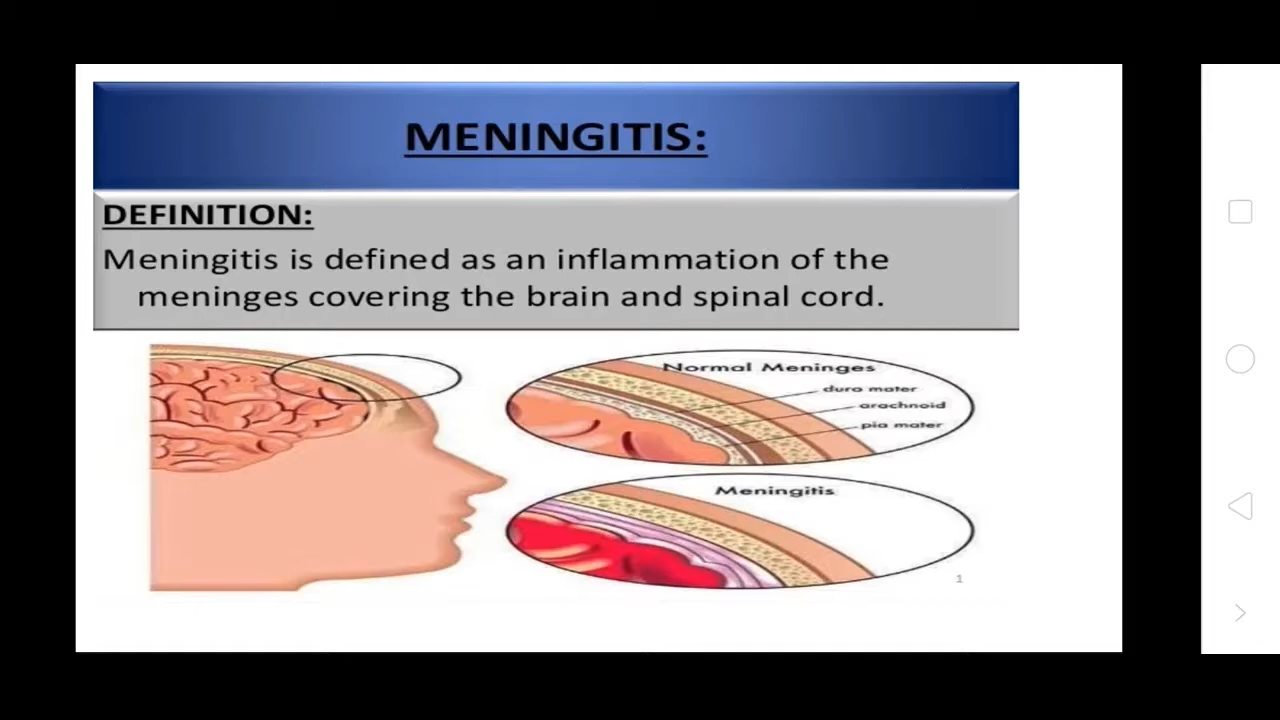 MENINGITIS:
DEFINITION:
Meningitis is defined as an inflammation of the
meninges covering the brain and spinal cord.
Normal Meninges
dura mater
arachnoid
pia mater
Meningitis
1